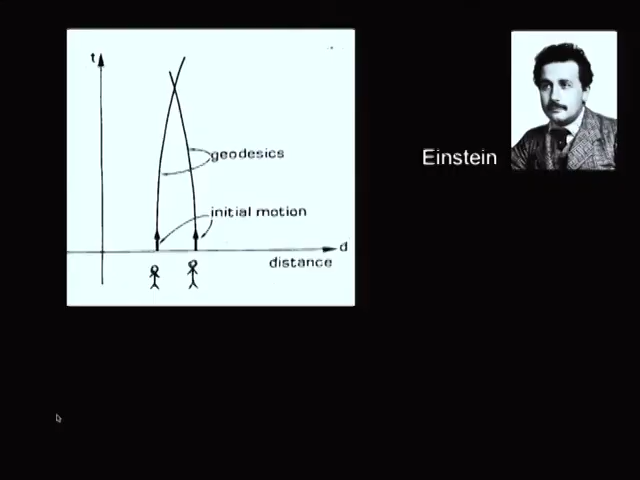 t
geodesics
Einstein
initial motion
d
distance